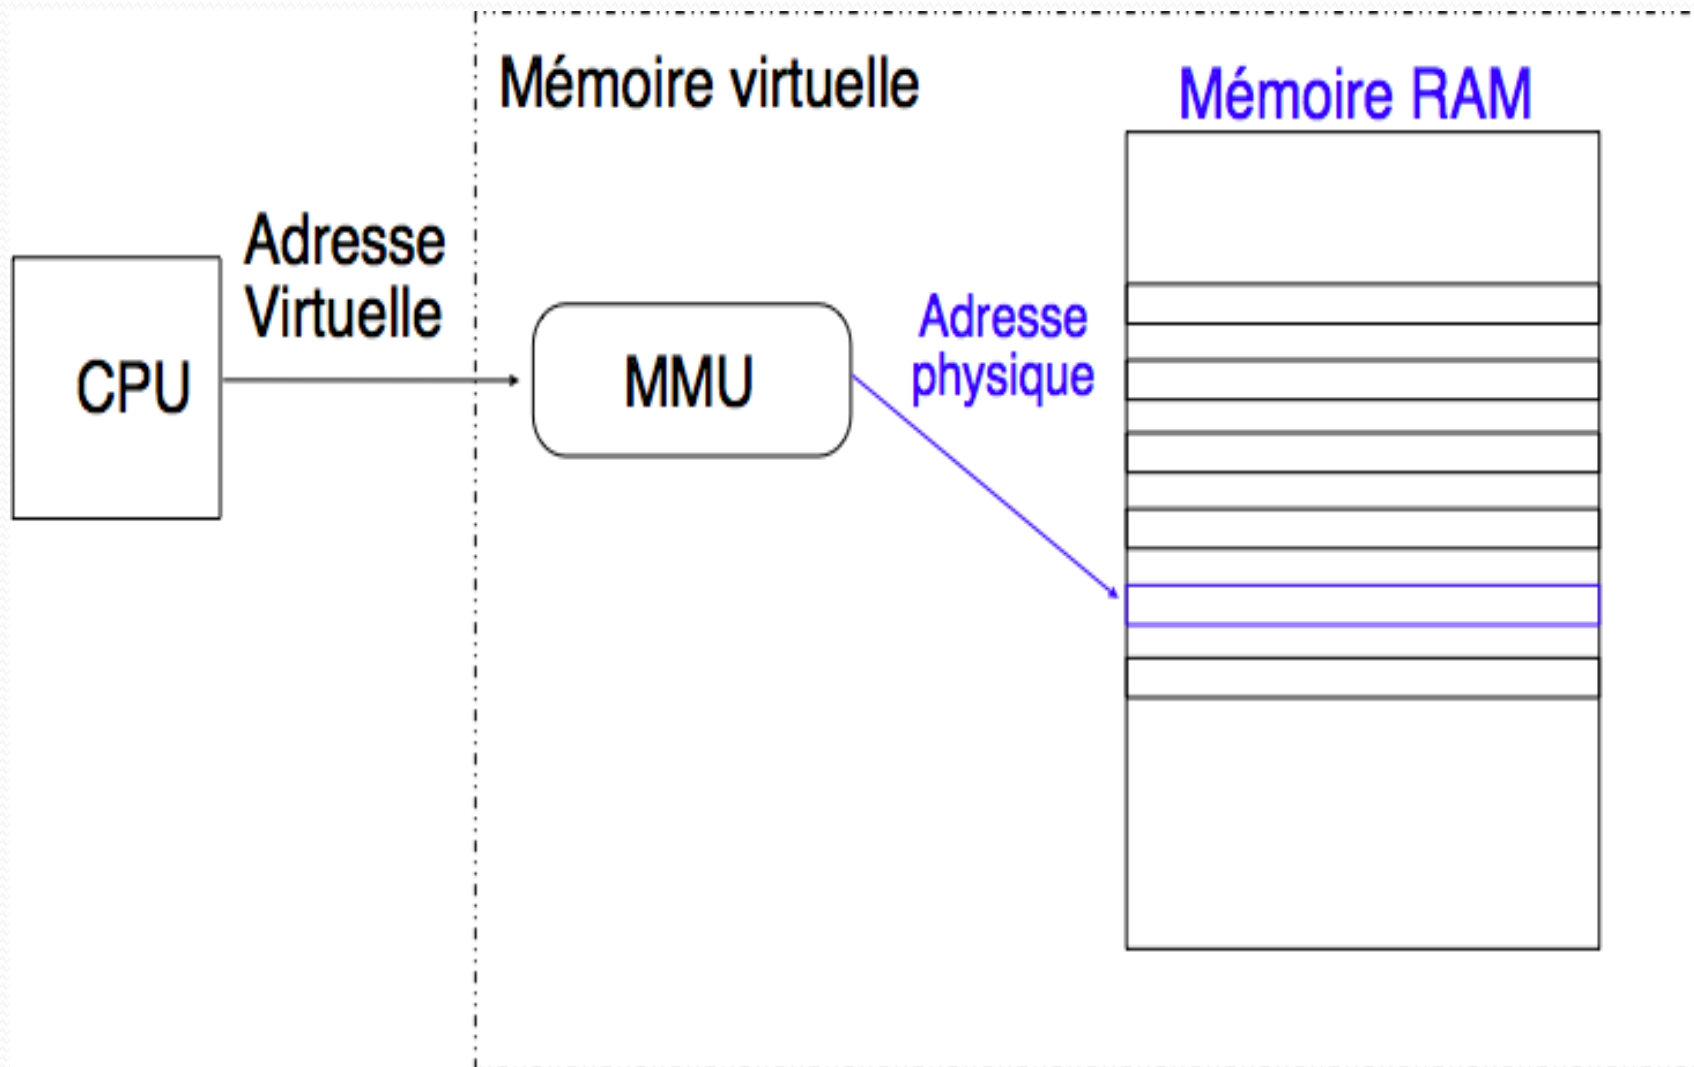 Mémoire virtuelle
Mémoire RAM
Adresse
Virtuelle
CPU
MMU
Adresse
physique